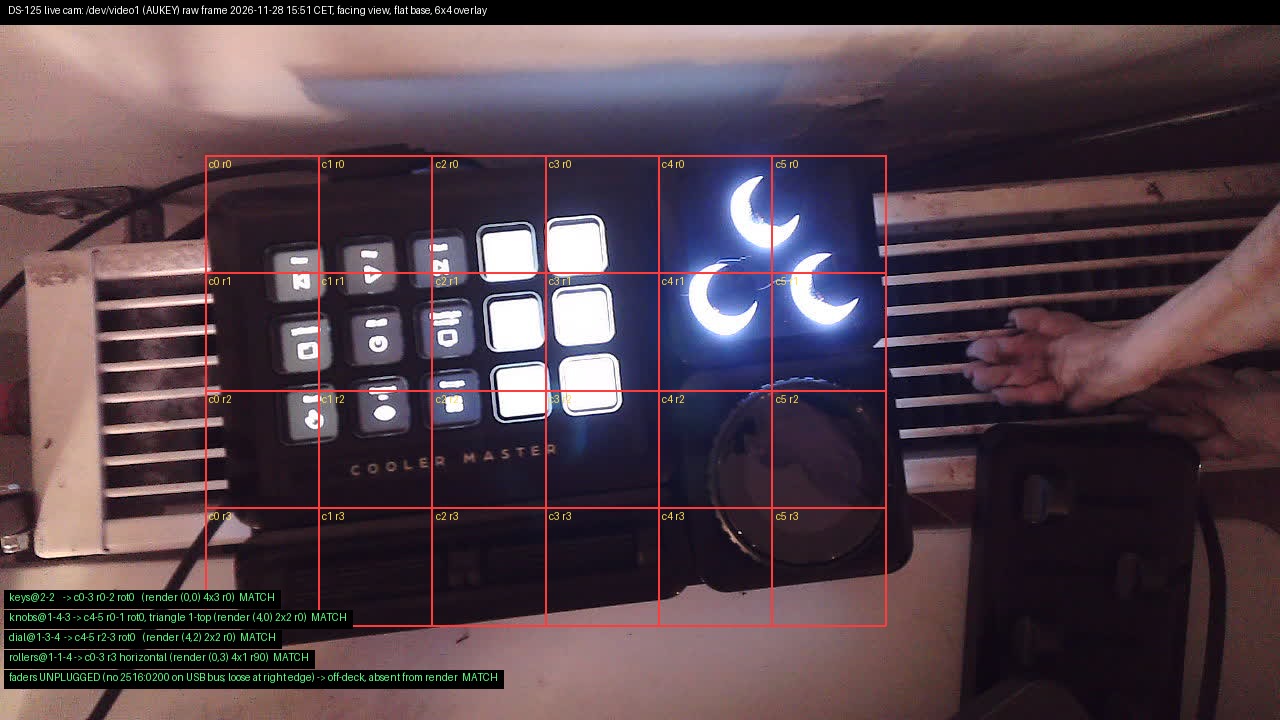 DS-125 live cam: /dev/video1 (AUKEY) raw frame 2026-11-28 15:51 CET, facing view, flat base, 6x4 overlay
c0 r0 c1 r0 c2 r0 c3 r0 c4 r0 c5 r0
c0 r1 c1 r1 c2 r1 c3 r1 c4 r1 c5 r1
c0 r2 c1 r2 c2 r2 c3 r2 c4 r2 c5 r2
COOLER MASTER
c0 r3 c1 r3 c2 r3 c3 r3 c4 r3 c5 r3
keys@2-2 -> c0-3 r0-2 rot0 (render (0,0) 4x3 r0) MATCH
knobs@1-4-3 -> c4-5 r0-1 rot0, triangle 1-top (render (4,0) 2x2 r0) MATCH
dial@1-3-4 -> c4-5 r2-3 rot0 (render (4,2) 2x2 r0) MATCH
rollers@1-1-4 -> c0-3 r3 horizontal (render (0,3) 4x1 r90) MATCH
faders UNPLUGGED (no 2516:0200 on USB bus; loose at right edge) -> off-deck, absent from render MATCH